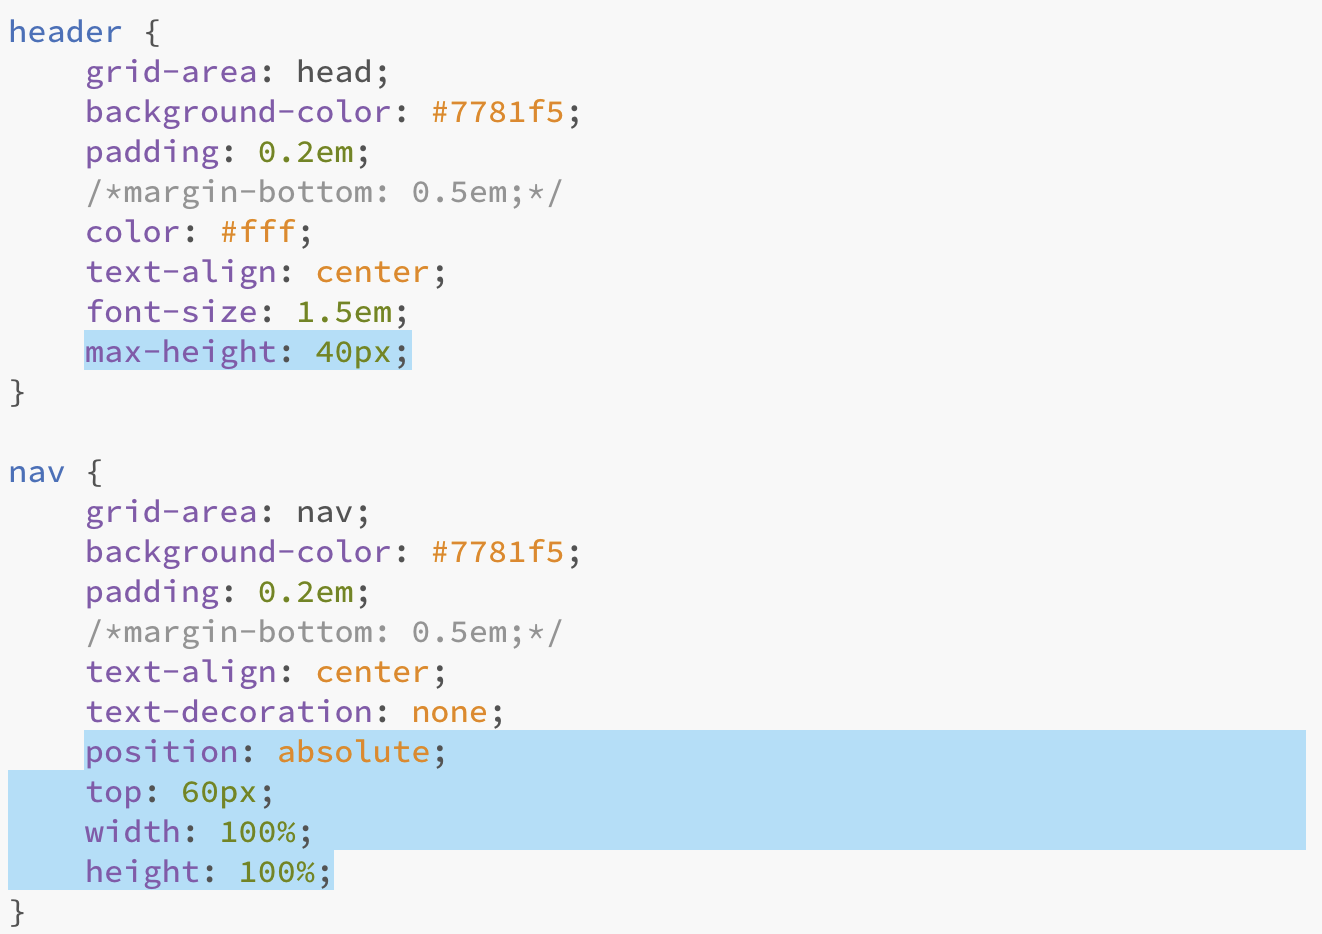 header {
    grid-area: head;
    background-color: #7781f5;
    padding: 0.2em;
    /*margin-bottom: 0.5em;*/
    color: #fff;
    text-align: center;
    font-size: 1.5em;
    max-height: 40px;
}

nav {
    grid-area: nav;
    background-color: #7781f5;
    padding: 0.2em;
    /*margin-bottom: 0.5em;*/
    text-align: center;
    text-decoration: none;
    position: absolute;
    top: 60px;
    width: 100%;
    height: 100%;
}